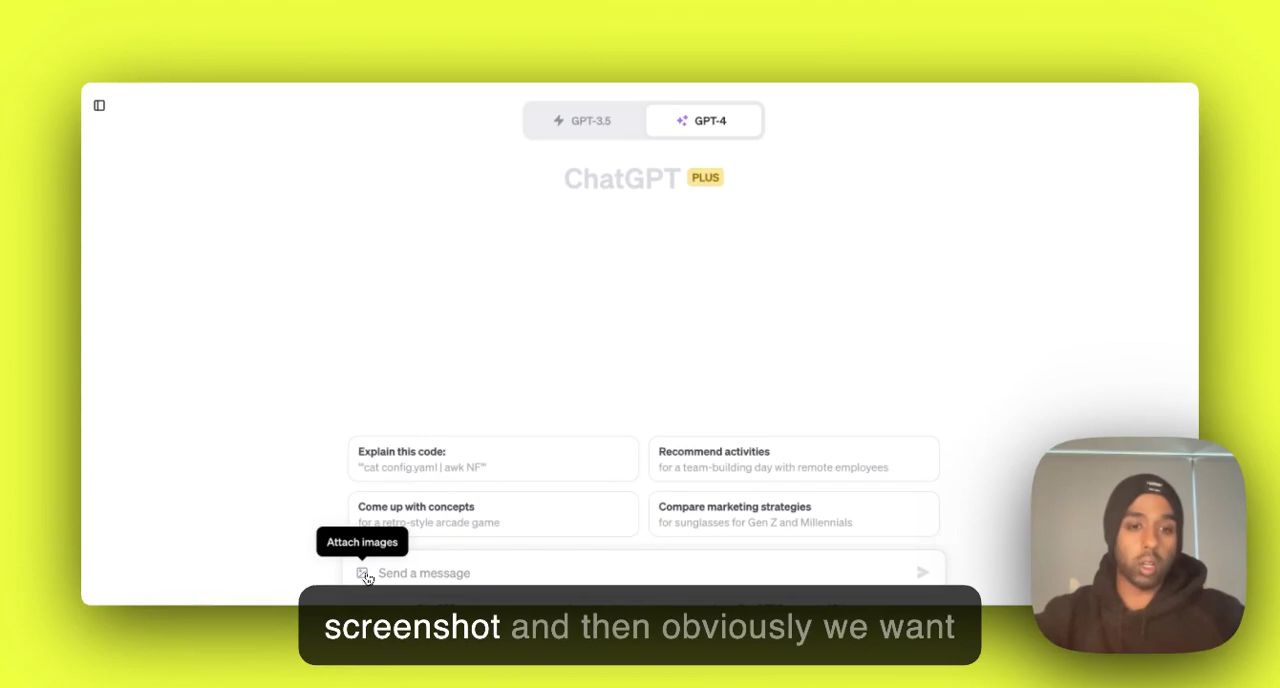 GPT-3.5
GPT-4
ChatGPT PLUS
Explain this code:
"`cat config.yaml | awk NF`"
Recommend activities
for a team-building day with remote employees
Come up with concepts
for a retro-style arcade game
Compare marketing strategies
for sunglasses for Gen Z and Millennials
Attach images
Send a message
screenshot and then obviously we want